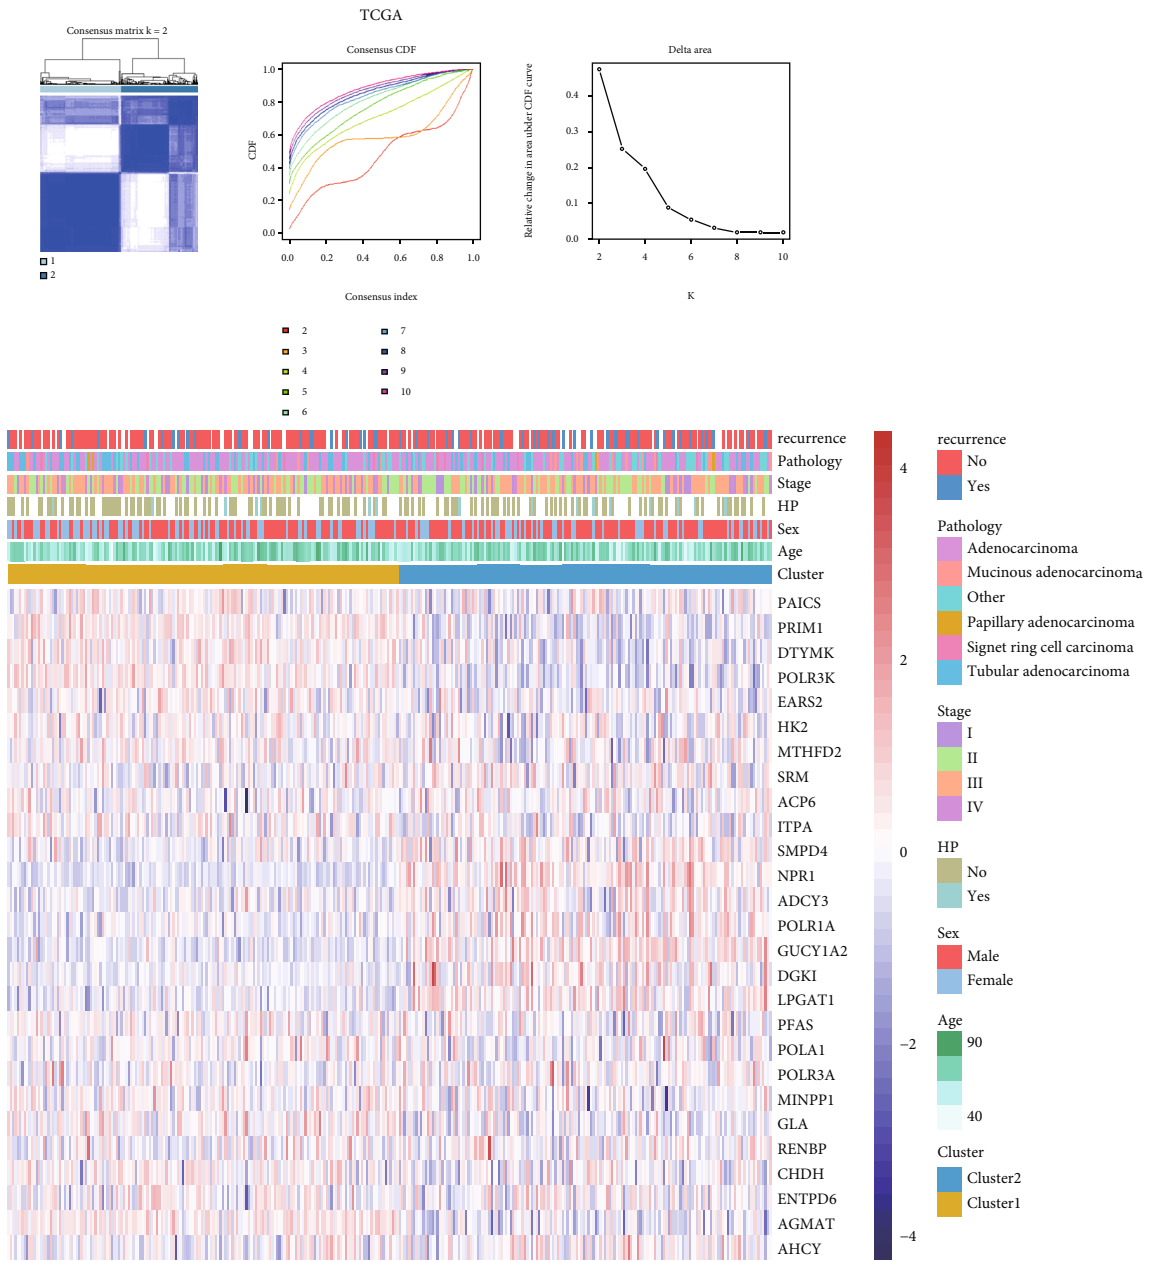 TCGA
Consensus matrix k = 2
1
2
Consensus CDF
CDF
1.0
0.8
0.6
0.4
0.2
0.0
0.0 0.2 0.4 0.6 0.8 1.0
Consensus index
2
3
4
5
6
7
8
9
10
Delta area
Relative change in area ubder CDF curve
0.4
0.3
0.2
0.1
0.0
2 4 6 8 10
K
recurrence
Pathology
Stage
HP
Sex
Age
Cluster
PAICS
PRIM1
DTYMK
POLR3K
EARS2
HK2
MTHFD2
SRM
ACP6
ITPA
SMPD4
NPR1
ADCY3
POLR1A
GUCY1A2
DGKI
LPGAT1
PFAS
POLA1
POLR3A
MINPP1
GLA
RENBP
CHDH
ENTPD6
AGMAT
AHCY
4
2
0
−2
−4
recurrence
No
Yes
Pathology
Adenocarcinoma
Mucinous adenocarcinoma
Other
Papillary adenocarcinoma
Signet ring cell carcinoma
Tubular adenocarcinoma
Stage
I
II
III
IV
HP
No
Yes
Sex
Male
Female
Age
90
40
Cluster
Cluster2
Cluster1